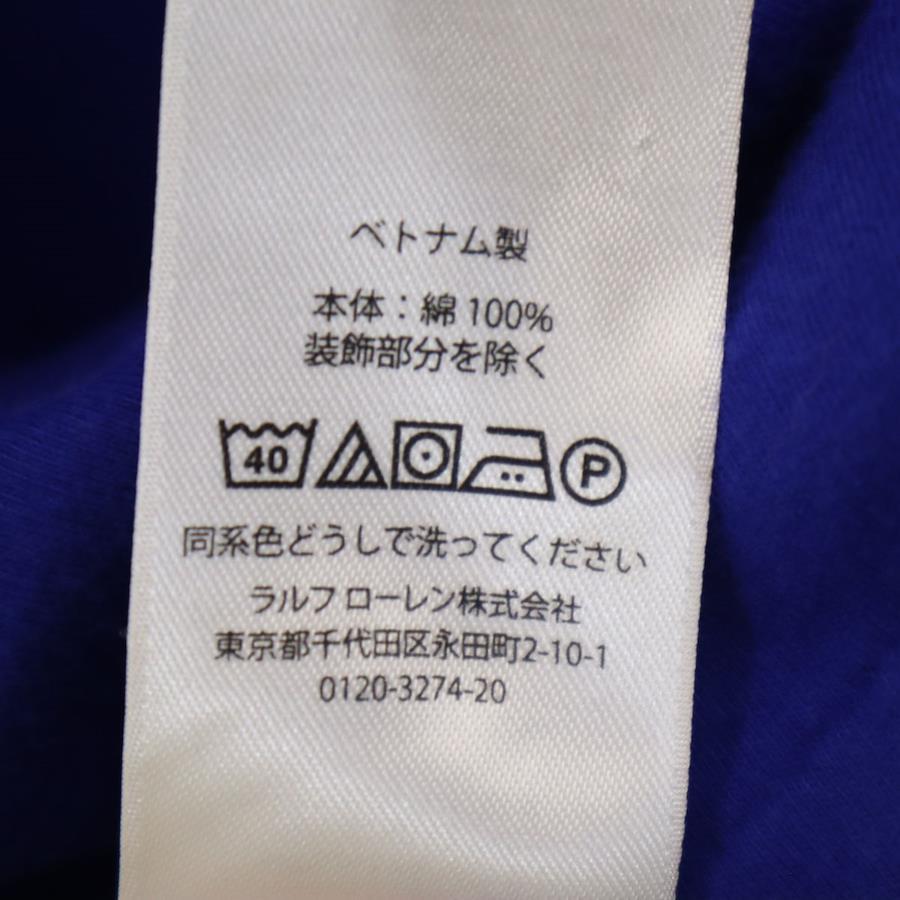 ベトナム製
本体：綿 100%
装飾部分を除く
40 P
同系色どうしで洗ってください
ラルフ ローレン株式会社
東京都千代田区永田町2-10-1
0120-3274-20